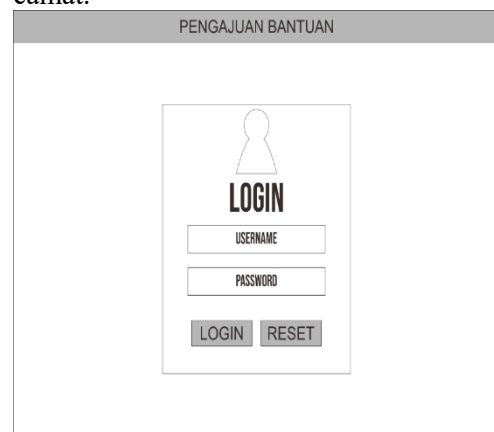 PENGAJUAN BANTUAN
LOGIN
USERNAME
PASSWORD
LOGIN RESET